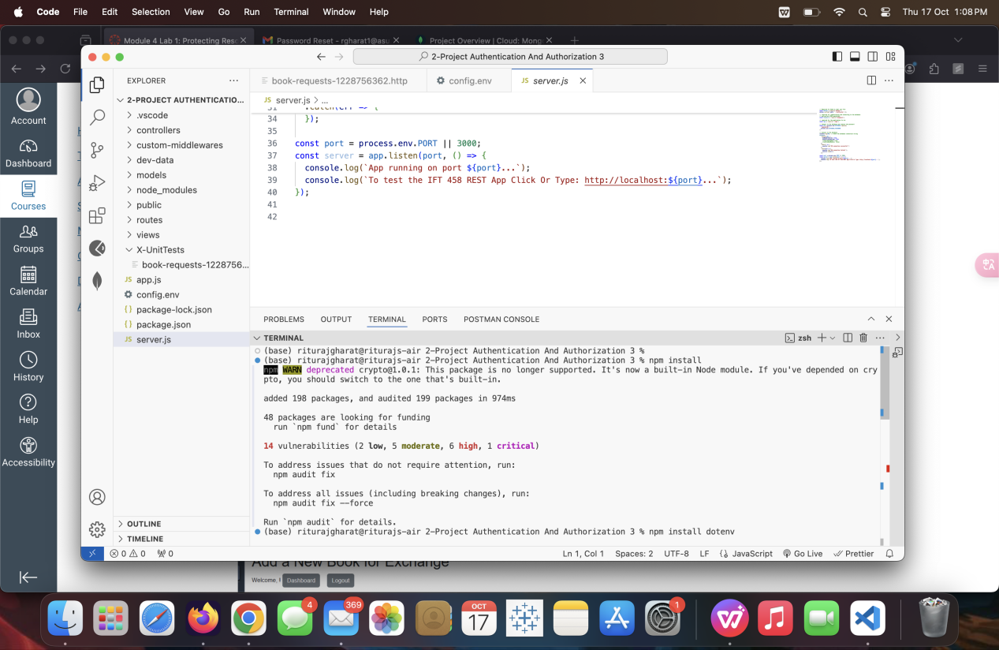 Code File Edit Selection View Go Run Terminal Window Help
Thu 17 Oct 1:08 PM
Module 4 Lab 1: Protecting Res
Password Reset - rgharat1@asu
Project Overview | Cloud: Mong
2-Project Authentication And Authorization 3
Account
Dashboard
Courses
Groups
Calendar
Inbox
History
Help
Accessibility
EXPLORER
2-PROJECT AUTHENTICATIO...
.vscode
controllers
custom-middlewares
dev-data
models
node_modules
public
routes
views
X-UnitTests
book-requests-1228756...
JS app.js
config.env
{} package-lock.json
{} package.json
JS server.js
OUTLINE
TIMELINE
book-requests-1228756362.http
config.env
JS server.js
JS server.js > ...
34 });
35
36 const port = process.env.PORT || 3000;
37 const server = app.listen(port, () => {
38 console.log(`App running on port ${port}...`);
39 console.log(`To test the IFT 458 REST App Click Or Type: http://localhost:${port}...`);
40 });
41
42
PROBLEMS OUTPUT TERMINAL PORTS POSTMAN CONSOLE
TERMINAL
zsh
(base) riturajgharat@riturajs-air 2-Project Authentication And Authorization 3 %
(base) riturajgharat@riturajs-air 2-Project Authentication And Authorization 3 % npm install
npm WARN deprecated crypto@1.0.1: This package is no longer supported. It's now a built-in Node module. If you've depended on cry
pto, you should switch to the one that's built-in.
added 198 packages, and audited 199 packages in 974ms
48 packages are looking for funding
run `npm fund` for details
14 vulnerabilities (2 low, 5 moderate, 6 high, 1 critical)
To address issues that do not require attention, run:
npm audit fix
To address all issues (including breaking changes), run:
npm audit fix --force
Run `npm audit` for details.
(base) riturajgharat@riturajs-air 2-Project Authentication And Authorization 3 % npm install dotenv
0 0 0
Ln 1, Col 1 Spaces: 2 UTF-8 LF {} JavaScript Go Live Prettier
Add a New Book for Exchange
Welcome, ! Dashboard Logout
4
369
OCT
17
1